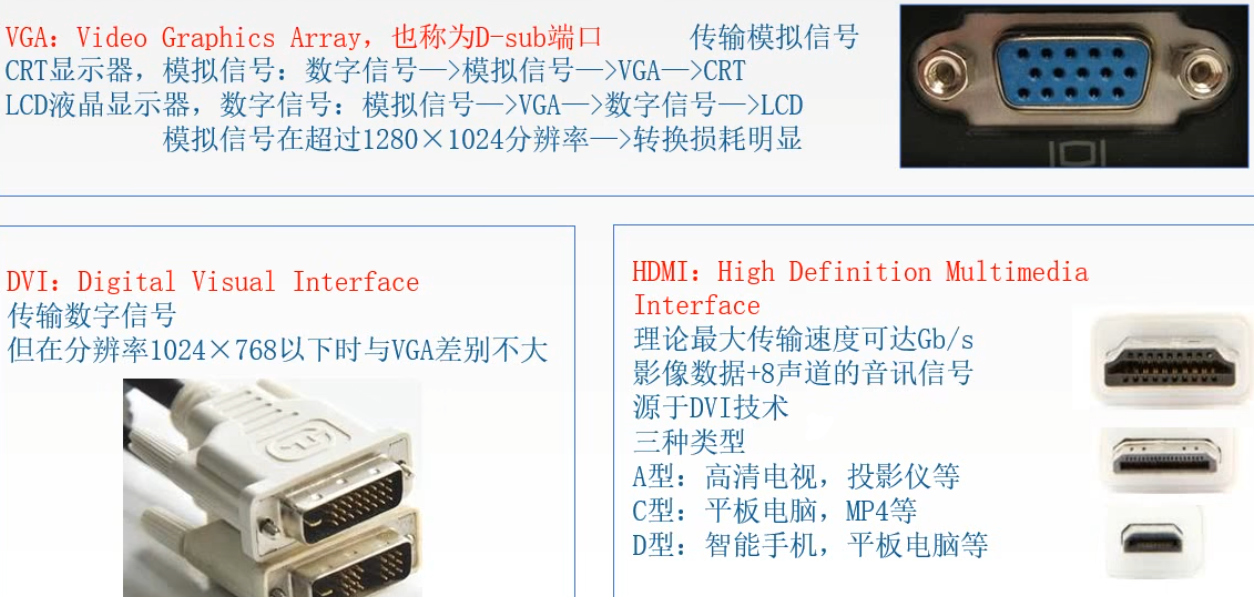 VGA：Video Graphics Array，也称为D-sub端口 传输模拟信号
CRT显示器，模拟信号：数字信号—>模拟信号—>VGA—>CRT
LCD液晶显示器，数字信号：模拟信号—>VGA—>数字信号—>LCD
模拟信号在超过1280×1024分辨率—>转换损耗明显
DVI：Digital Visual Interface
传输数字信号
但在分辨率1024×768以下时与VGA差别不大
HDMI：High Definition Multimedia
Interface
理论最大传输速度可达Gb/s
影像数据+8声道的音讯信号
源于DVI技术
三种类型
A型：高清电视，投影仪等
C型：平板电脑，MP4等
D型：智能手机，平板电脑等